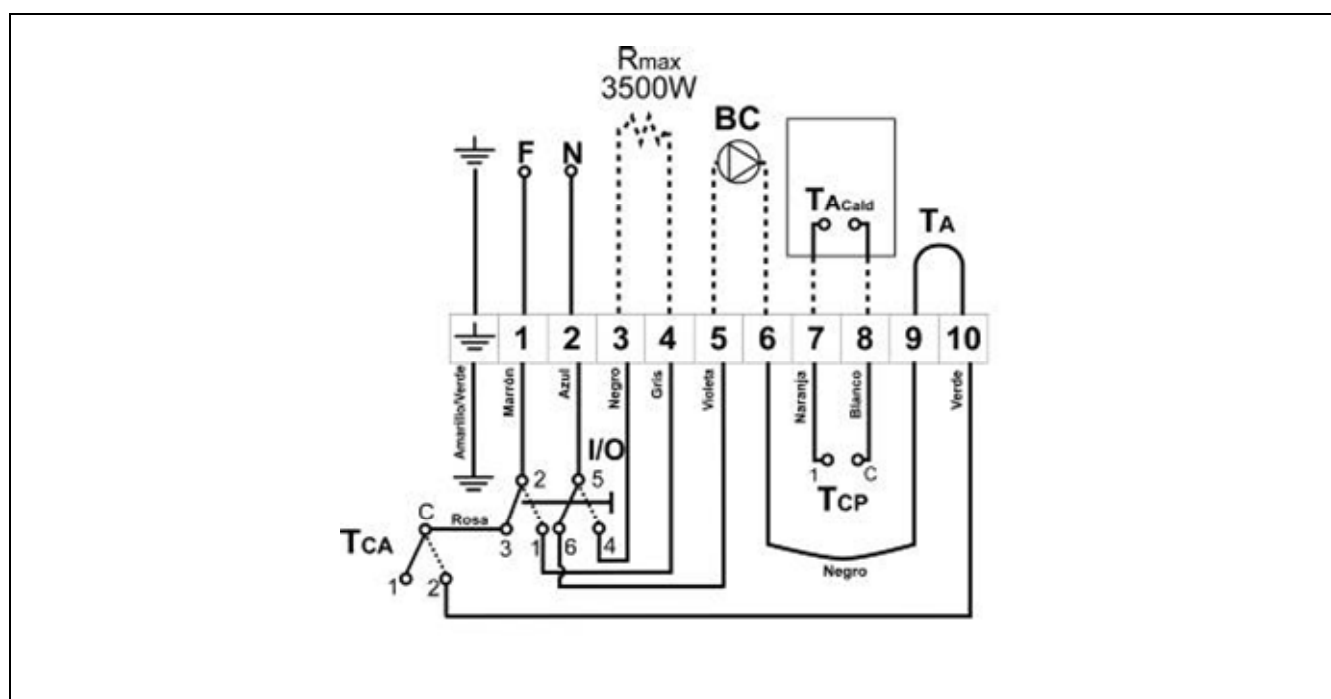 Rmax
3500W
BC
F N
TACald
TA
1 2 3 4 5 6 7 8 9 10
Amarillo/Verde
Marrón
Azul
Negro
Gris
Violeta
Naranja
Blanco
Verde
I/O
2 5
1 C
TCP
C Rosa
TCA
3 1 6 4
Negro
1 2